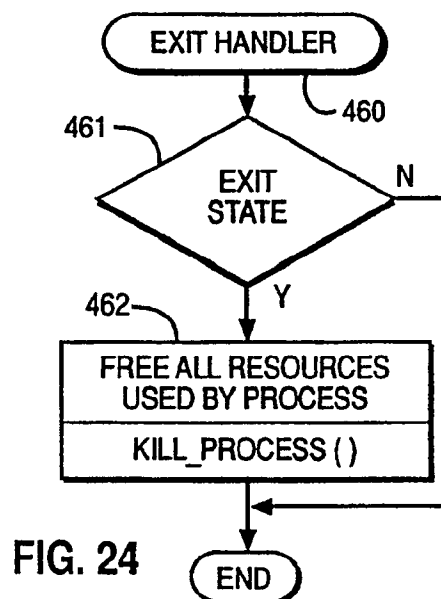 EXIT HANDLER
460
461
EXIT
STATE
N
Y
462
FREE ALL RESOURCES
USED BY PROCESS
KILL_PROCESS ( )
FIG. 24
END